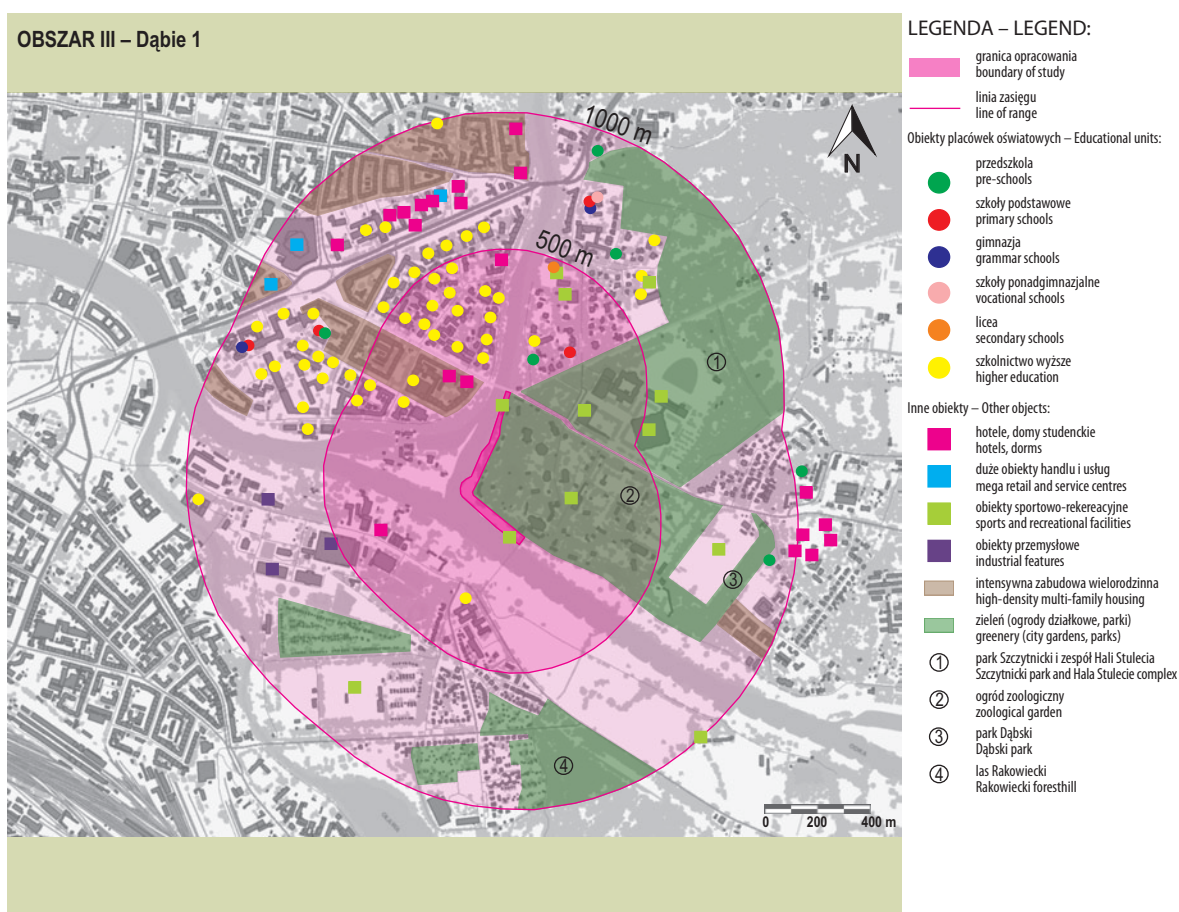 OBSZAR III – Dąbie 1
1000 m
500 m
N
1
2
3
4
0 200 400 m
LEGENDA – LEGEND:
granica opracowania
boundary of study
linia zasięgu
line of range
Obiekty placówek oświatowych – Educational units:
przedszkola
pre-schools
szkoły podstawowe
primary schools
gimnazja
grammar schools
szkoły ponadgimnazjalne
vocational schools
licea
secondary schools
szkolnictwo wyższe
higher education
Inne obiekty – Other objects:
hotele, domy studenckie
hotels, dorms
duże obiekty handlu i usług
mega retail and service centres
obiekty sportowo-rekereacyjne
sports and recreational facilities
obiekty przemysłowe
industrial features
intensywna zabudowa wielorodzinna
high-density multi-family housing
zieleń (ogrody działkowe, parki)
greenery (city gardens, parks)
1 park Szczytnicki i zespół Hali Stulecia
Szczytnicki park and Hala Stulecie complex
2 ogród zoologiczny
zoological garden
3 park Dąbski
Dąbski park
4 las Rakowiecki
Rakowiecki foresthill